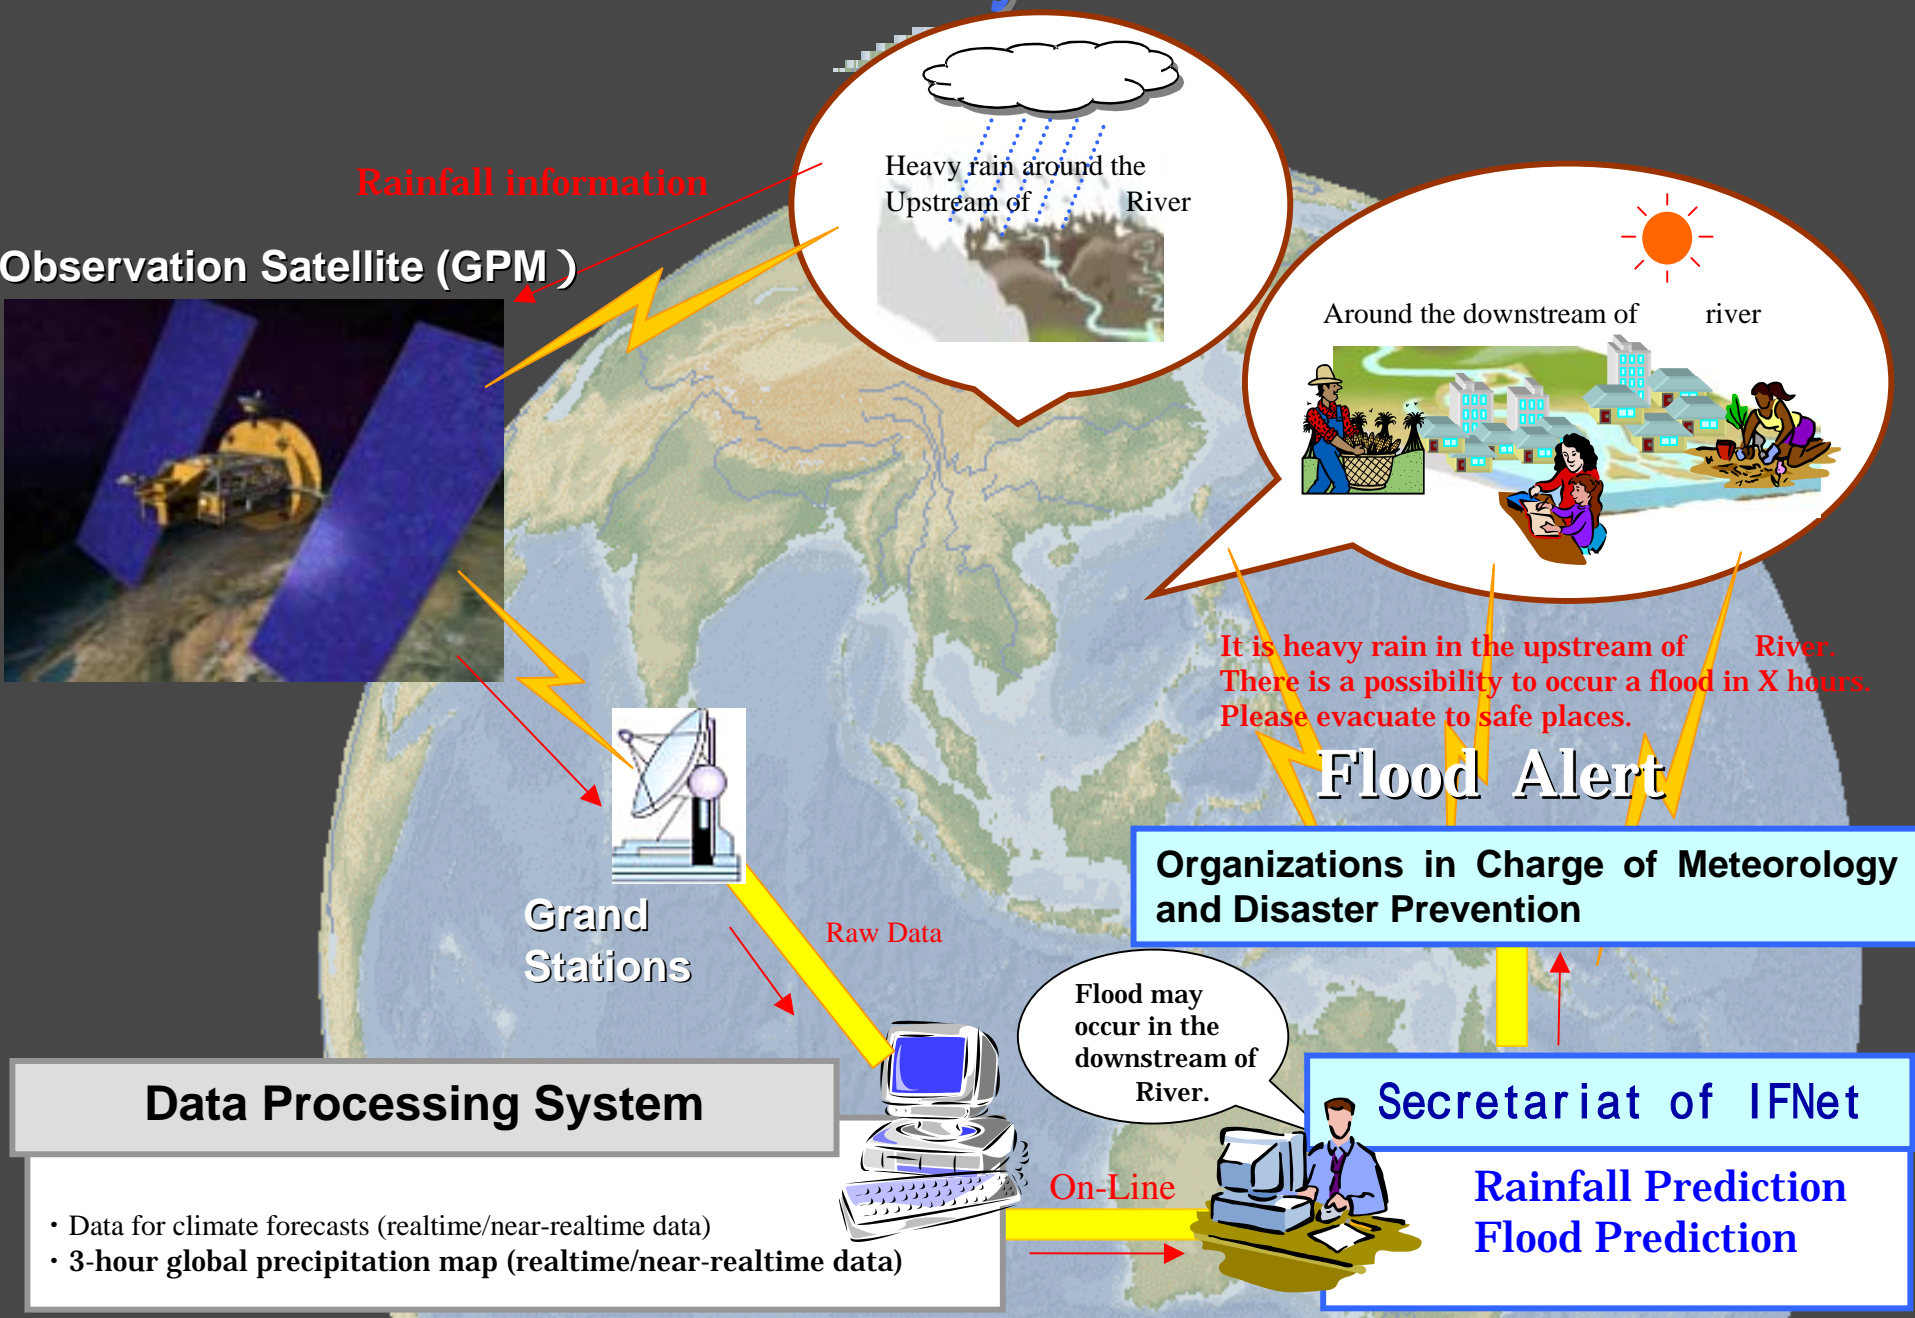 Heavy rain around the
Upstream of River
Rainfall information
Observation Satellite (GPM )
Around the downstream of river
It is heavy rain in the upstream of River.
There is a possibility to occur a flood in X hours.
Please evacuate to safe places.
Flood Alert
Organizations in Charge of Meteorology
and Disaster Prevention
Grand
Stations
Raw Data
Flood may
occur in the
downstream of
River.
Data Processing System
Secretariat of IFNet
On-Line
Rainfall Prediction
Flood Prediction
・Data for climate forecasts (realtime/near-realtime data)
・3-hour global precipitation map (realtime/near-realtime data)